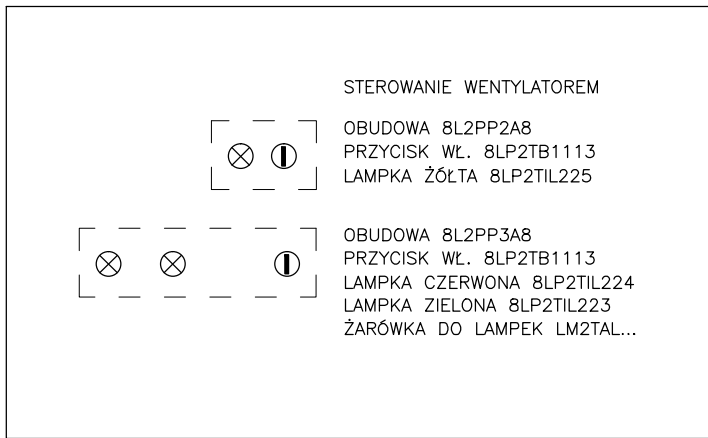 STEROWANIE WENTYLATOREM
OBUDOWA 8L2PP2A8
PRZYCISK WŁ. 8LP2TB1113
LAMPKA ŻÓŁTA 8LP2TIL225
OBUDOWA 8L2PP3A8
PRZYCISK WŁ. 8LP2TB1113
LAMPKA CZERWONA 8LP2TIL224
LAMPKA ZIELONA 8LP2TIL223
ŻARÓWKA DO LAMPEK LM2TAL...